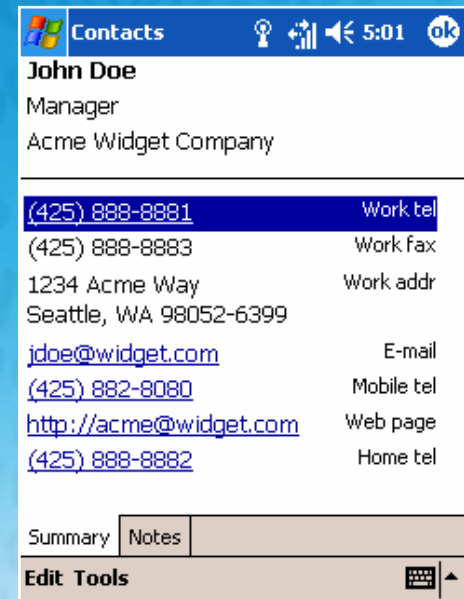 Contacts 5:01 ok
John Doe
Manager
Acme Widget Company
(425) 888-8881 Work tel
(425) 888-8883 Work fax
1234 Acme Way Work addr
Seattle, WA 98052-6399
jdoe@widget.com E-mail
(425) 882-8080 Mobile tel
http://acme@widget.com Web page
(425) 888-8882 Home tel
Summary Notes
Edit Tools